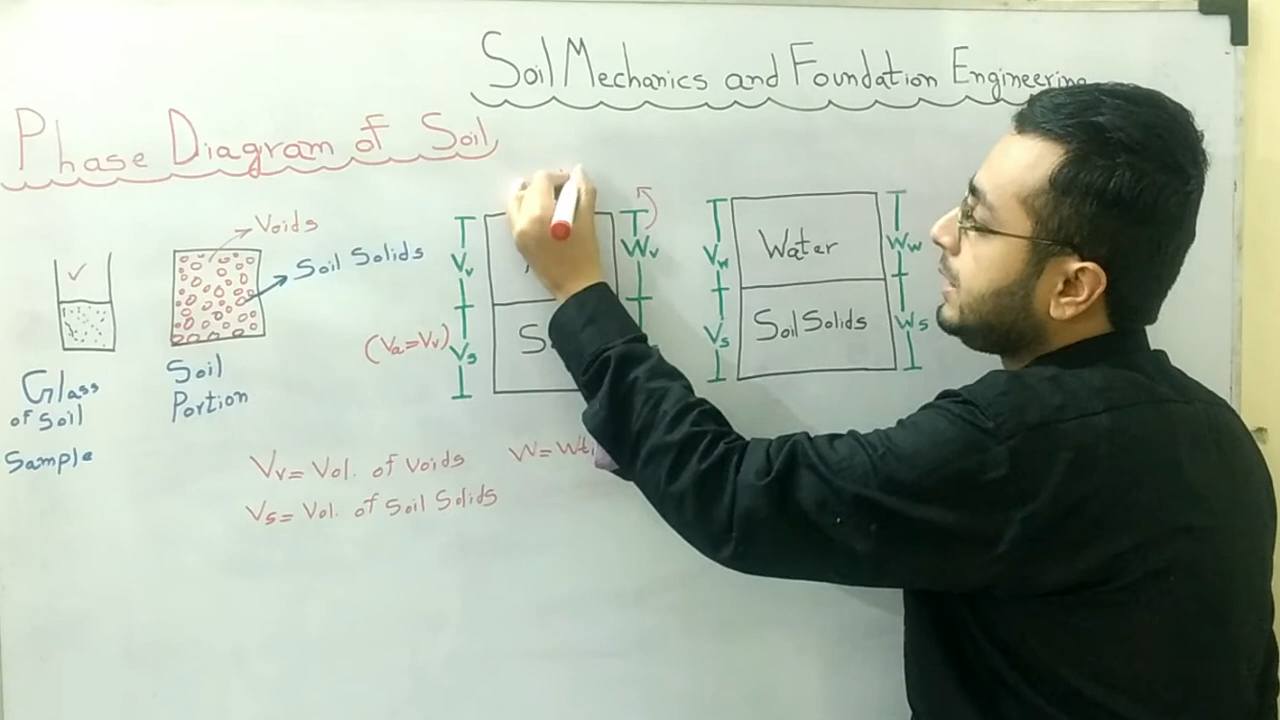 Soil Mechanics and Foundation Engineering
Phase Diagram of Soil
Voids
Soil Solids
Glass
of Soil
Sample
Soil
Portion
Vv
Vs
(Va=Vv)
Wv
Vw
Vs
Water
Soil Solids
Ww
Ws
Vv= Vol. of Voids
Vs= Vol. of Soil Solids
W=Wt.